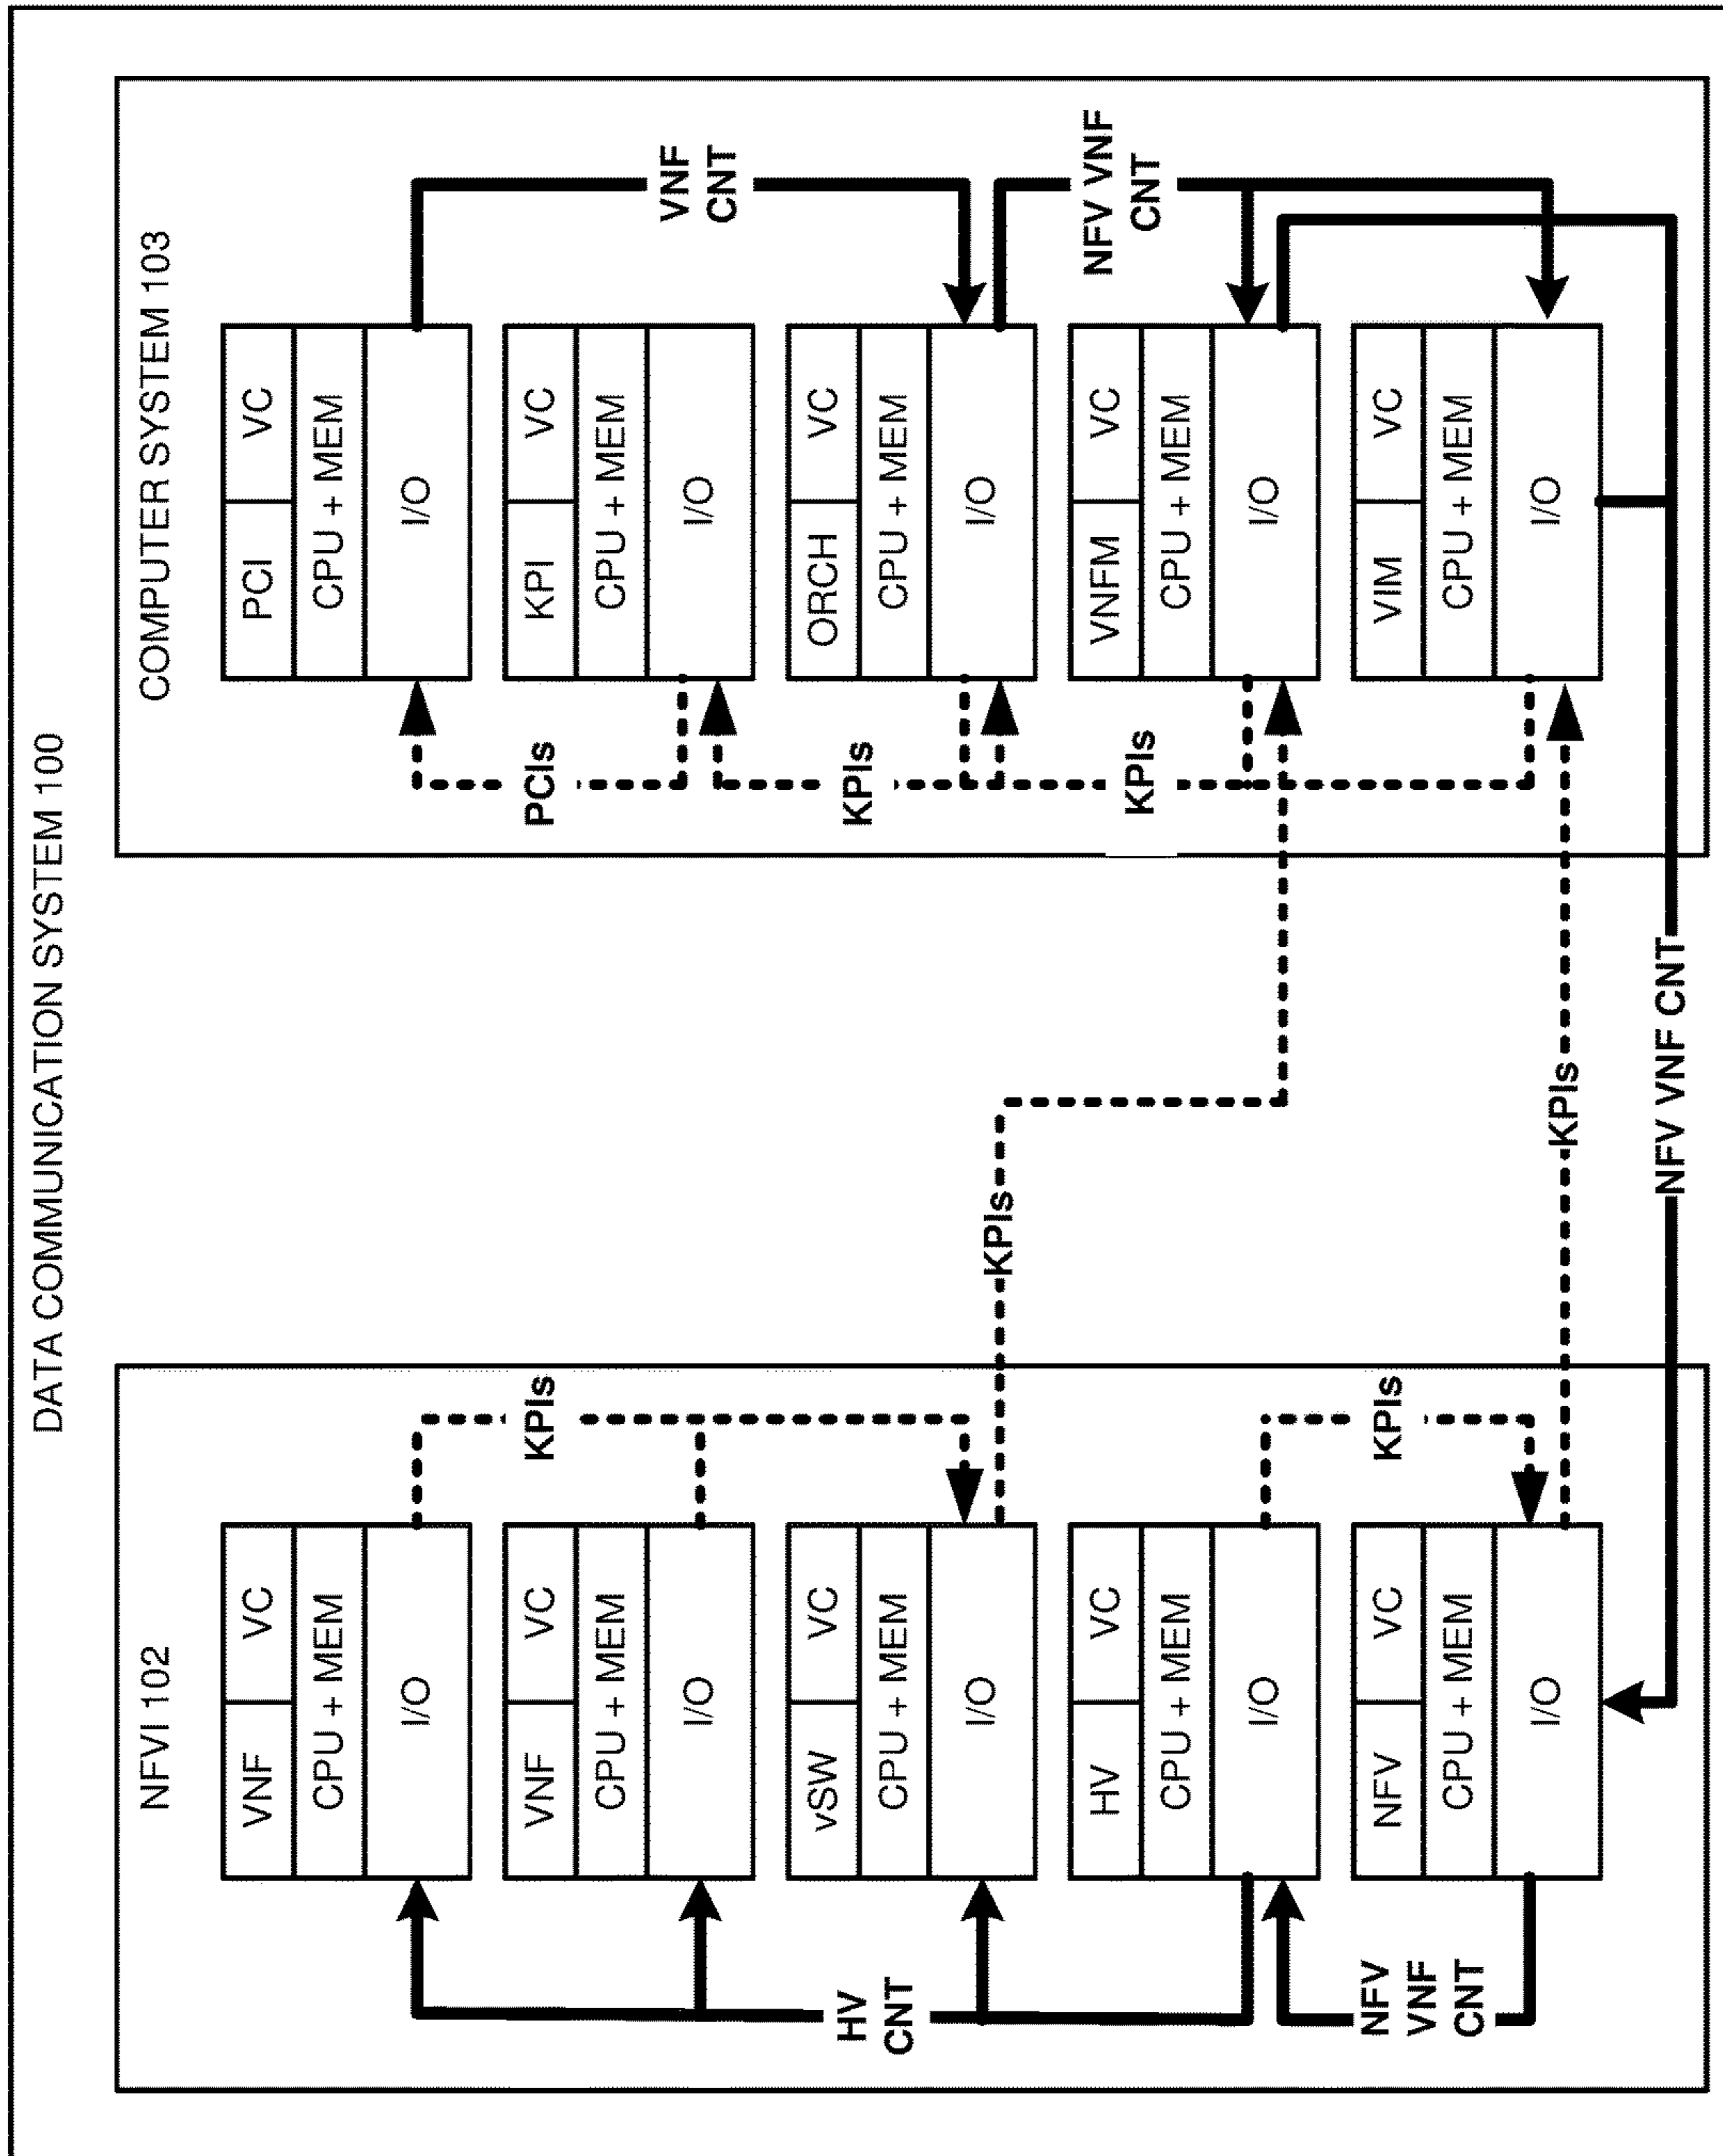 DATA COMMUNICATION SYSTEM 100
NFVI 102
VNF
VC
CPU + MEM
I/O
VNF
VC
CPU + MEM
I/O
vSW
VC
CPU + MEM
I/O
HV
VC
CPU + MEM
I/O
NFV
VC
CPU + MEM
I/O
HV
CNT
NFV
VNF
CNT
KPIs
KPIs
KPIs
KPIs
NFV VNF CNT
COMPUTER SYSTEM 103
PCI
VC
CPU + MEM
I/O
KPI
VC
CPU + MEM
I/O
ORCH
VC
CPU + MEM
I/O
VNFM
VC
CPU + MEM
I/O
VIM
VC
CPU + MEM
I/O
PCIs
KPIs
KPIs
VNF
CNT
NFV VNF
CNT